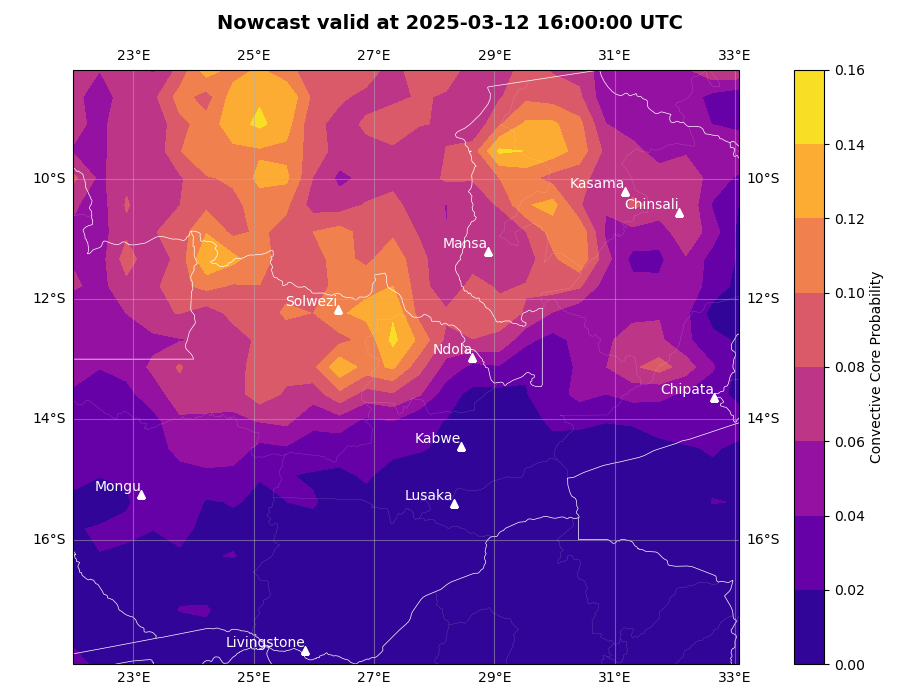 Nowcast valid at 2025-03-12 16:00:00 UTC
23°E 25°E 27°E 29°E 31°E 33°E
10°S 10°S
12°S 12°S
14°S 14°S
16°S 16°S
Kasama
Chinsali
Mansa
Solwezi
Ndola
Chipata
Kabwe
Mongu
Lusaka
Livingstone
23°E 25°E 27°E 29°E 31°E 33°E
0.16
0.14
0.12
0.10
0.08
0.06
0.04
0.02
0.00
Convective Core Probability